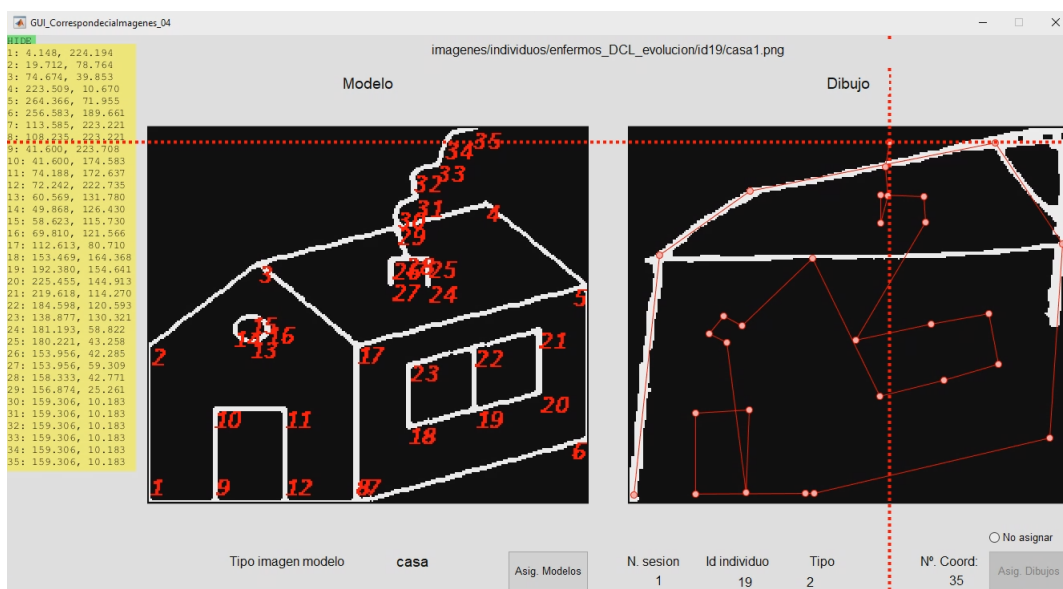 GUI_CorrespondeciaImagenes_04
HIDE
imagenes/individuos/enfermos_DCL_evolucion/id19/casa1.png
Modelo
Dibujo
1: 4.148, 224.194
2: 19.712, 78.764
3: 74.674, 39.853
4: 223.509, 10.670
5: 264.366, 71.955
6: 256.583, 189.661
7: 113.585, 223.221
8: 108.235, 223.221
9: 41.600, 223.708
10: 41.600, 174.583
11: 74.188, 172.637
12: 72.242, 222.735
13: 60.569, 131.780
14: 49.868, 126.430
15: 58.623, 115.730
16: 69.810, 121.566
17: 112.613, 80.710
18: 153.469, 164.368
19: 192.380, 154.641
20: 225.455, 144.913
21: 219.618, 114.270
22: 184.598, 120.593
23: 138.877, 130.321
24: 181.193, 58.822
25: 180.221, 43.258
26: 153.956, 42.285
27: 153.956, 59.309
28: 158.333, 42.771
29: 156.874, 25.261
30: 159.306, 10.183
31: 159.306, 10.183
32: 159.306, 10.183
33: 159.306, 10.183
34: 159.306, 10.183
35: 159.306, 10.183
35
34
33
32
31
30
4
29
26 28 25
3
27 24
5
15
14 16
13
2
17
22
21
23
20
10
11
19
18
6
1
9
12
8 7
No asignar
Tipo imagen modelo
casa
Asig. Modelos
N. sesion
Id individuo
Tipo
Nº. Coord:
Asig. Dibujos
1
19
2
35